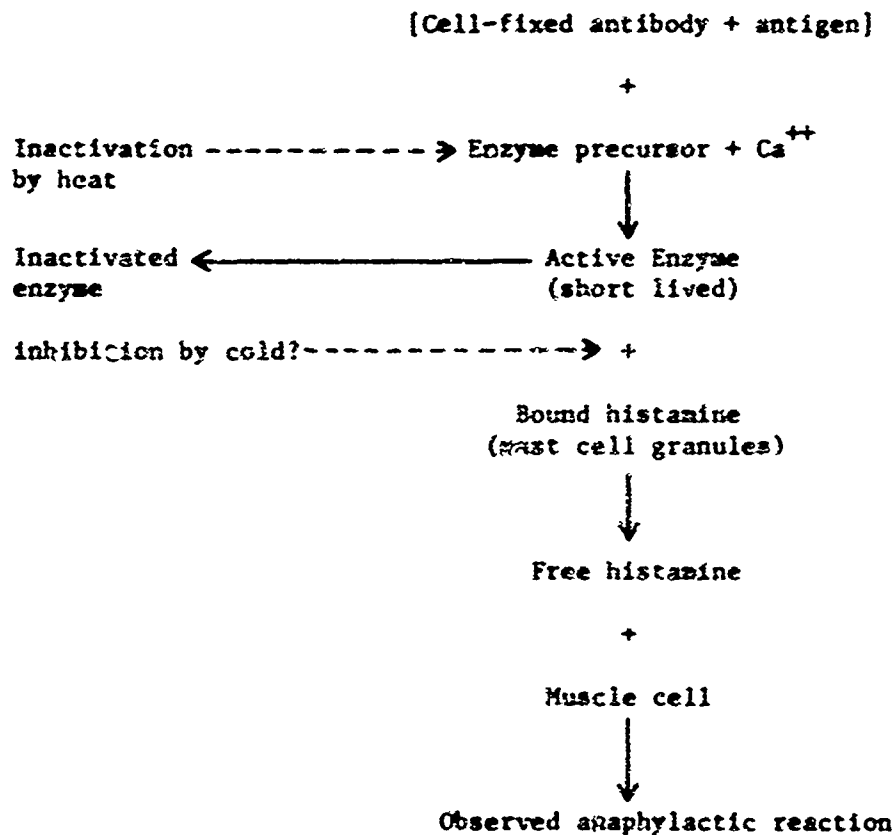 [Cell-fixed antibody + antigen]
+
Inactivation by heat
Enzyme precursor + Ca++
Inactivated enzyme
Active Enzyme
(short lived)
inhibition by cold?
+
Bound histamine
(mast cell granules)
Free histamine
+
Muscle cell
Observed anaphylactic reaction